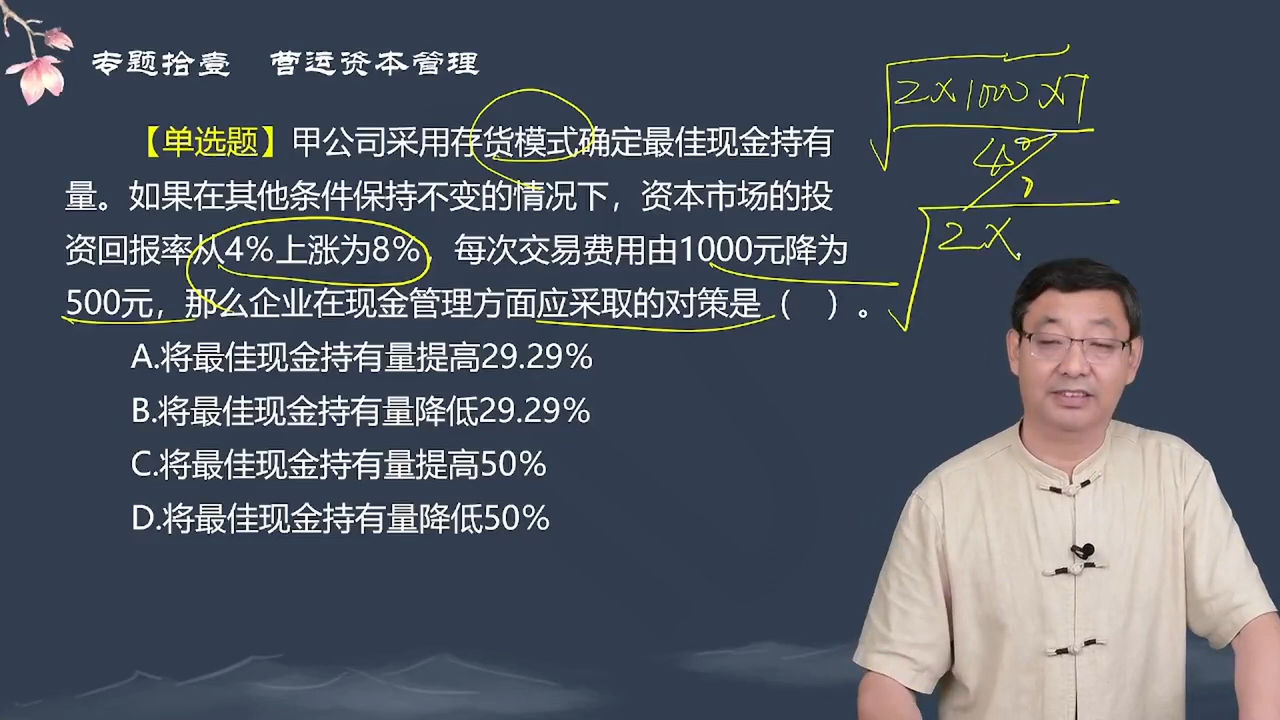 专题拾壹 营运资本管理
【单选题】甲公司采用存货模式确定最佳现金持有
量。如果在其他条件保持不变的情况下，资本市场的投
资回报率从4%上涨为8%，每次交易费用由1000元降为
500元，那么企业在现金管理方面应采取的对策是（ ）。
A.将最佳现金持有量提高29.29%
B.将最佳现金持有量降低29.29%
C.将最佳现金持有量提高50%
D.将最佳现金持有量降低50%
2×1000×T
2×